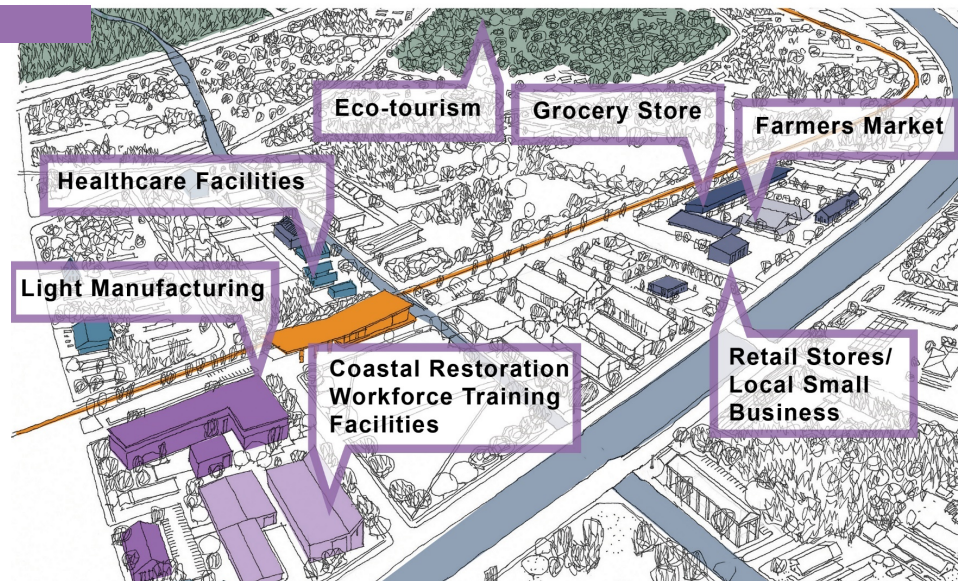 Eco-tourism
Grocery Store
Farmers Market
Healthcare Facilities
Light Manufacturing
Coastal Restoration
Workforce Training
Facilities
Retail Stores/
Local Small
Business